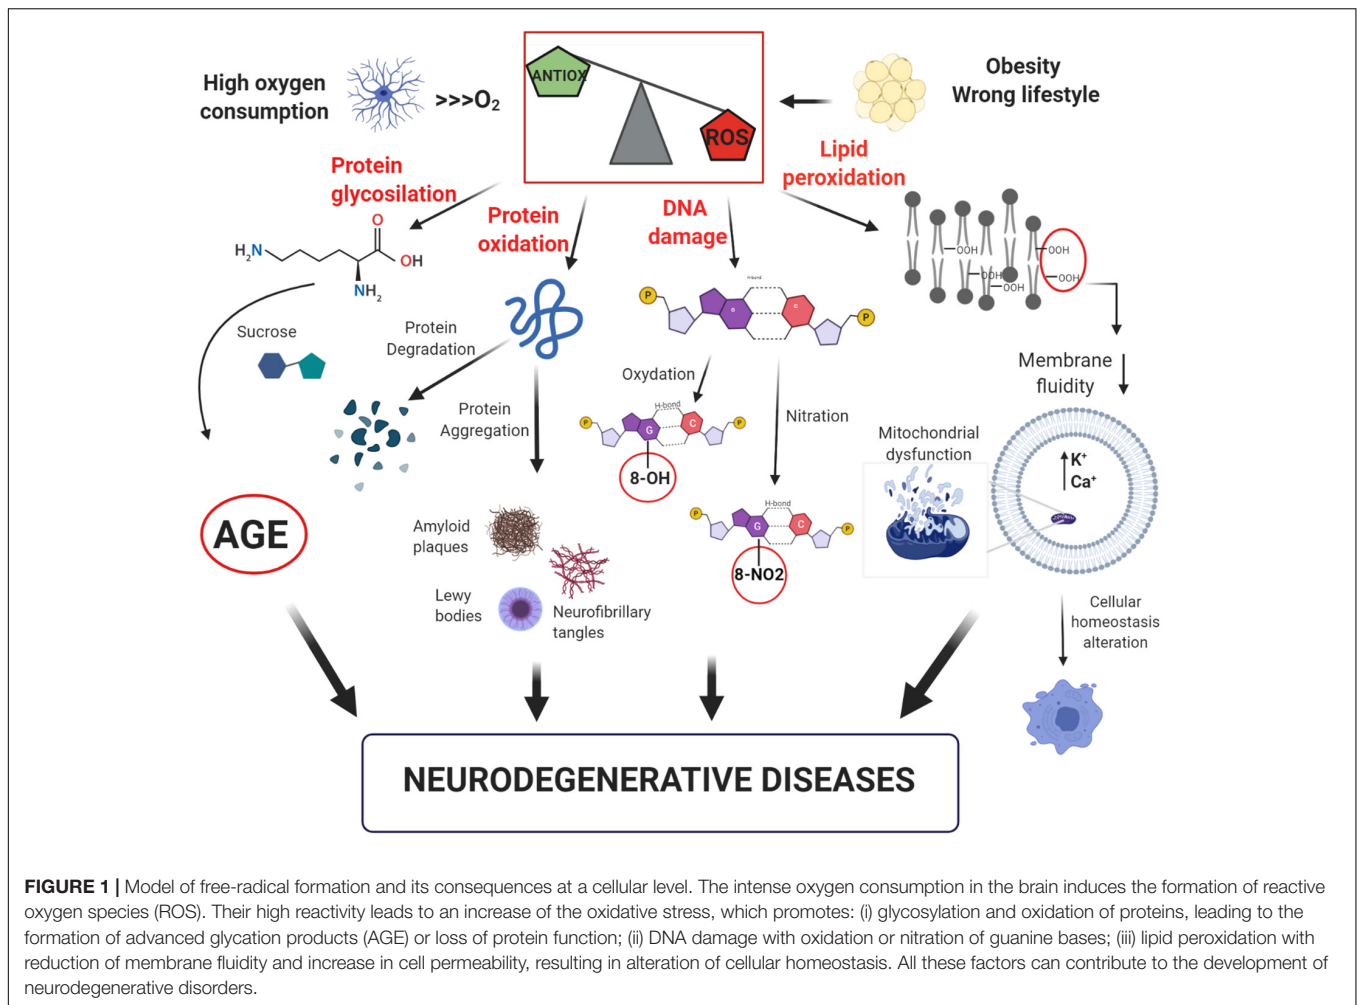 High oxygen
consumption
>>>O₂
ANTIOX
ROS
Obesity
Wrong lifestyle
Protein
glycosilation
Protein
oxidation
DNA
damage
Lipid
peroxidation
H₂N
O
OH
NH₂
OOH
OOH
OOH
OOH
OOH
Sucrose
Protein
Degradation
Protein
Aggregation
H-bond
P
G
C
P
Oxydation
Nitration
H-bond
P
G
C
P
8-OH
H-bond
P
G
C
P
8-NO2
Membrane
fluidity
Mitochondrial
dysfunction
K⁺
Ca⁺
AGE
Amyloid
plaques
Lewy
bodies
Neurofibrillary
tangles
Cellular
homeostasis
alteration
NEURODEGENERATIVE DISEASES
FIGURE 1 | Model of free-radical formation and its consequences at a cellular level. The intense oxygen consumption in the brain induces the formation of reactive
oxygen species (ROS). Their high reactivity leads to an increase of the oxidative stress, which promotes: (i) glycosylation and oxidation of proteins, leading to the
formation of advanced glycation products (AGE) or loss of protein function; (ii) DNA damage with oxidation or nitration of guanine bases; (iii) lipid peroxidation with
reduction of membrane fluidity and increase in cell permeability, resulting in alteration of cellular homeostasis. All these factors can contribute to the development of
neurodegenerative disorders.